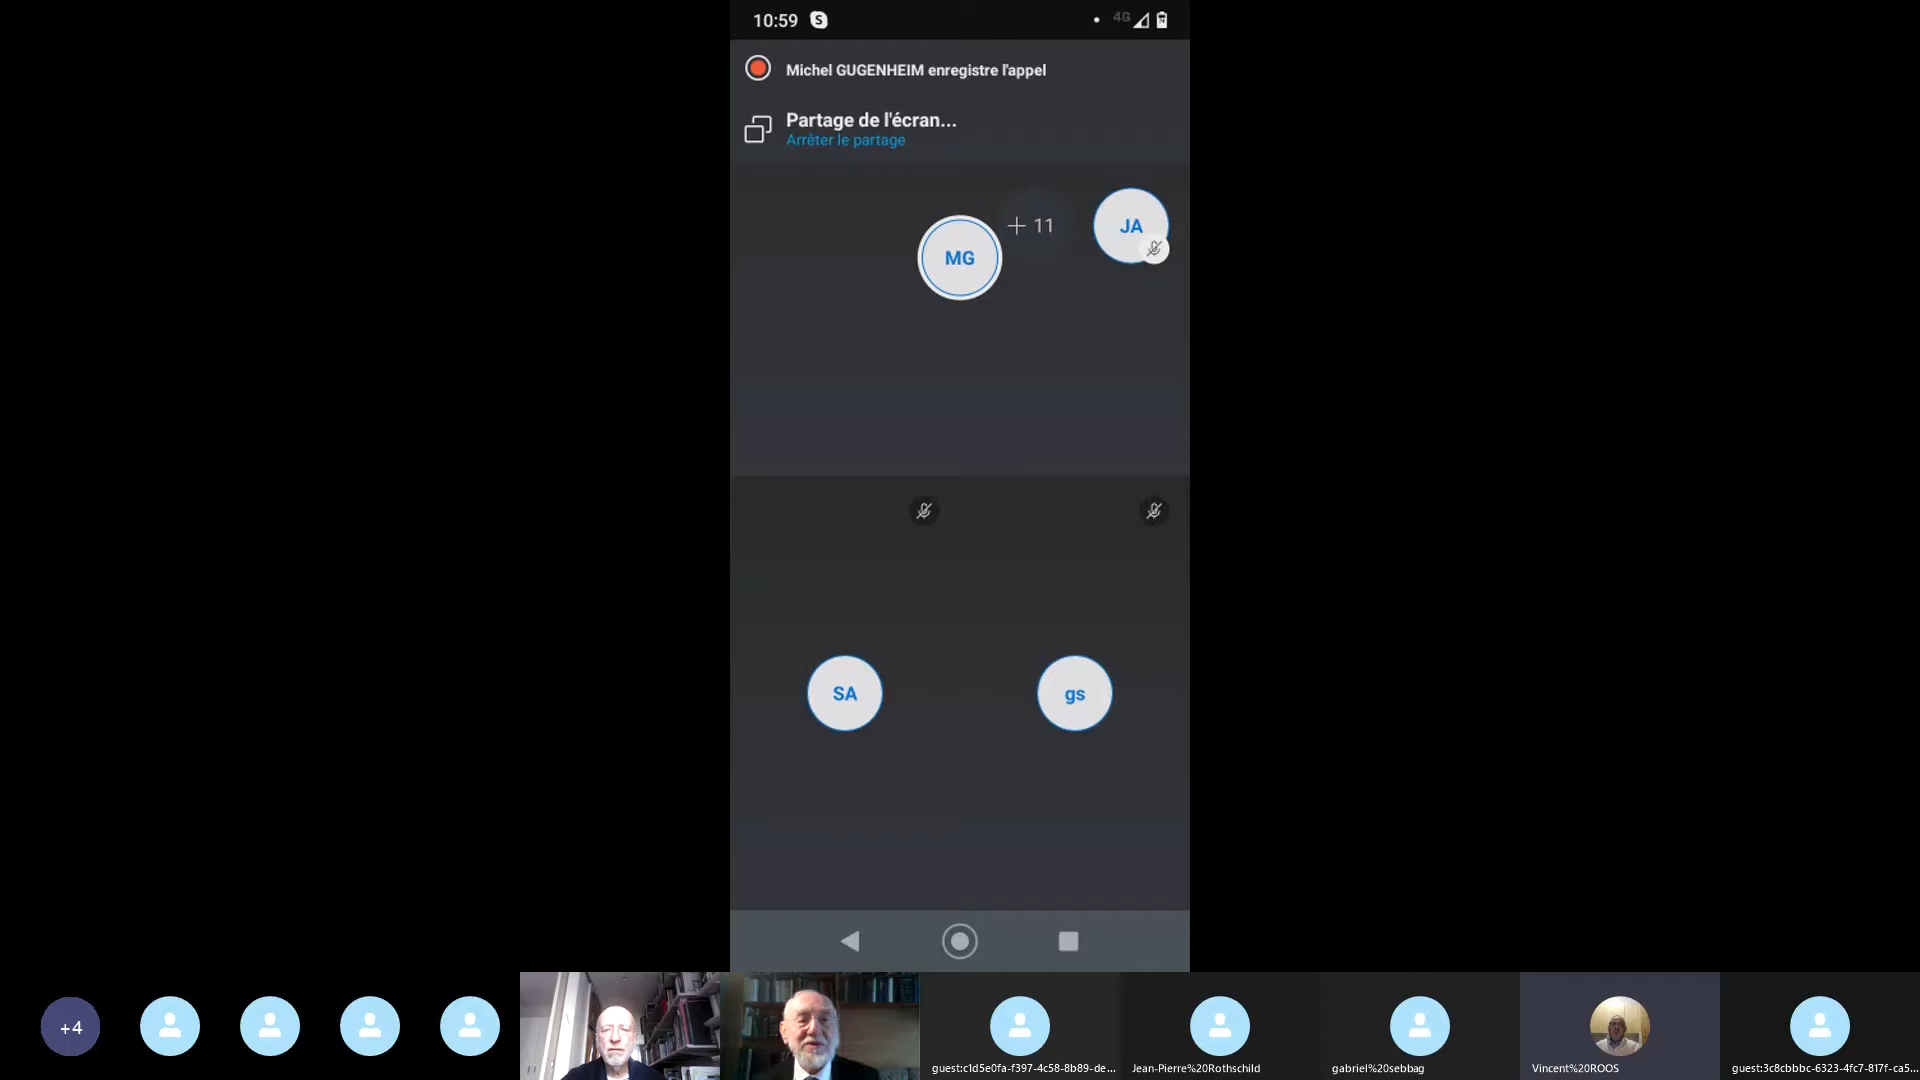 10:59
4G
Michel GUGENHEIM enregistre l'appel
Partage de l'écran...
Arrêter le partage
MG
+ 11
JA
SA
gs
+4
guest:c1d5e0fa-f397-4c58-8b89-de...
Jean-Pierre%20Rothschild
gabriel%20sebbag
Vincent%20ROOS
guest:3c8cbbbc-6323-4fc7-817f-ca5...